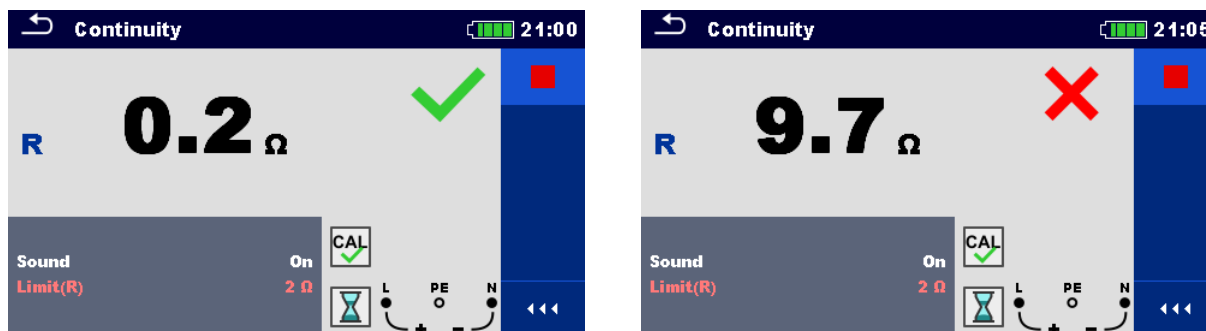 Continuity 21:00
R 0.2 Ω
CAL
Sound On
Limit(R) 2 Ω
L PE N
+ -
Continuity 21:05
R 9.7 Ω
CAL
Sound On
Limit(R) 2 Ω
L PE N
+ -